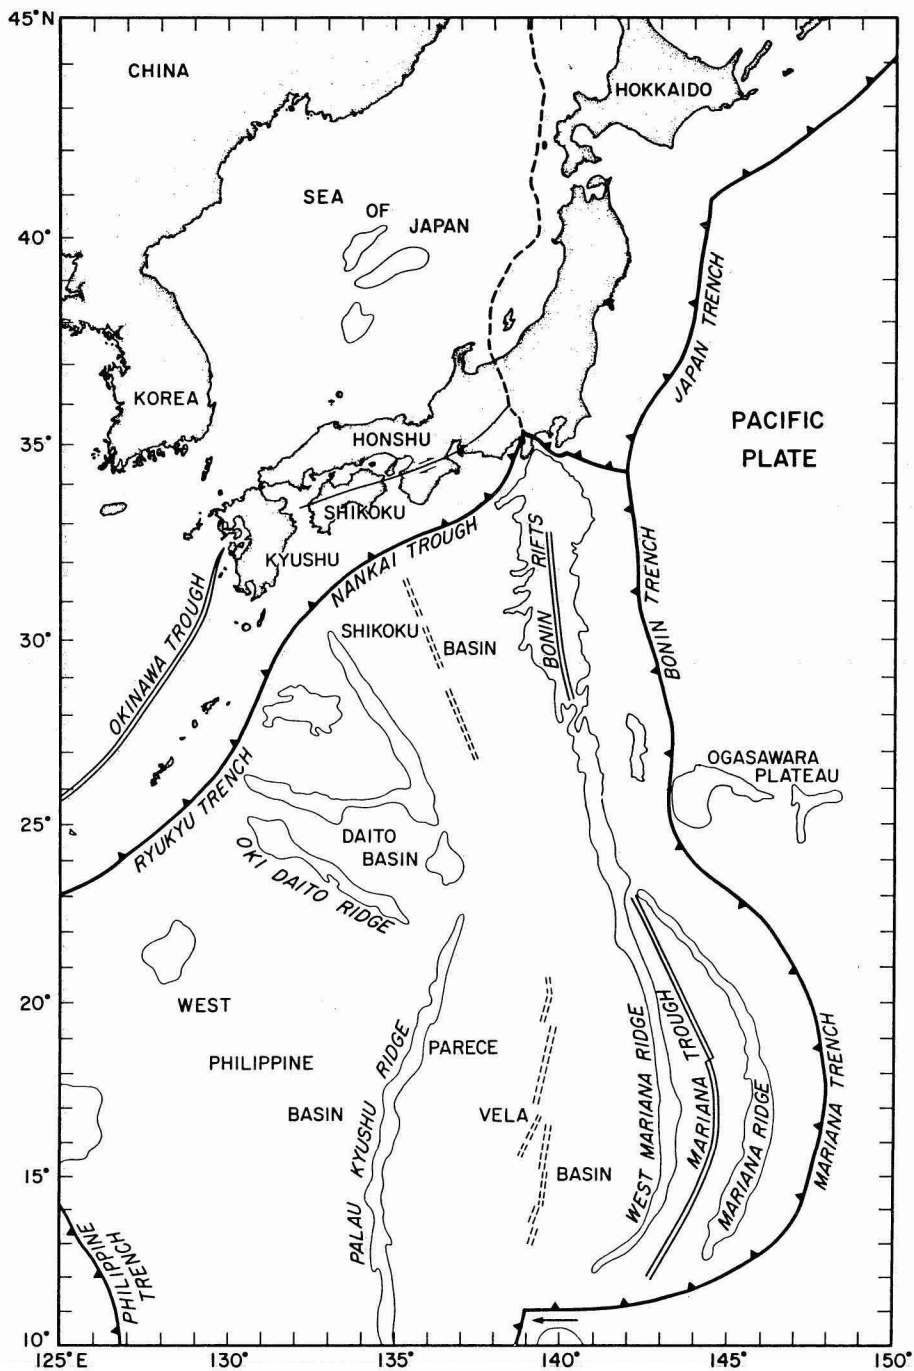 45°N
CHINA
HOKKAIDO
SEA
OF
JAPAN
40°
JAPAN TRENCH
KOREA
PACIFIC
PLATE
HONSHU
35°
SHIKOKU
NANKAI TROUGH
KYUSHU
BONIN RIFTS
BONIN TRENCH
OKINAWA TROUGH
SHIKOKU
BASIN
30°
RYUKYU TRENCH
OGASAWARA
PLATEAU
25°
DAITO
BASIN
OKI DAITO RIDGE
WEST
20°
PHILIPPINE
BASIN
PALAU KYUSHU RIDGE
PARECE
VELA
BASIN
WEST MARIANA RIDGE
MARIANA TROUGH
MARIANA RIDGE
MARIANA TRENCH
15°
PHILIPPINE
TRENCH
10°
125°E
130°
135°
140°
145°
150°